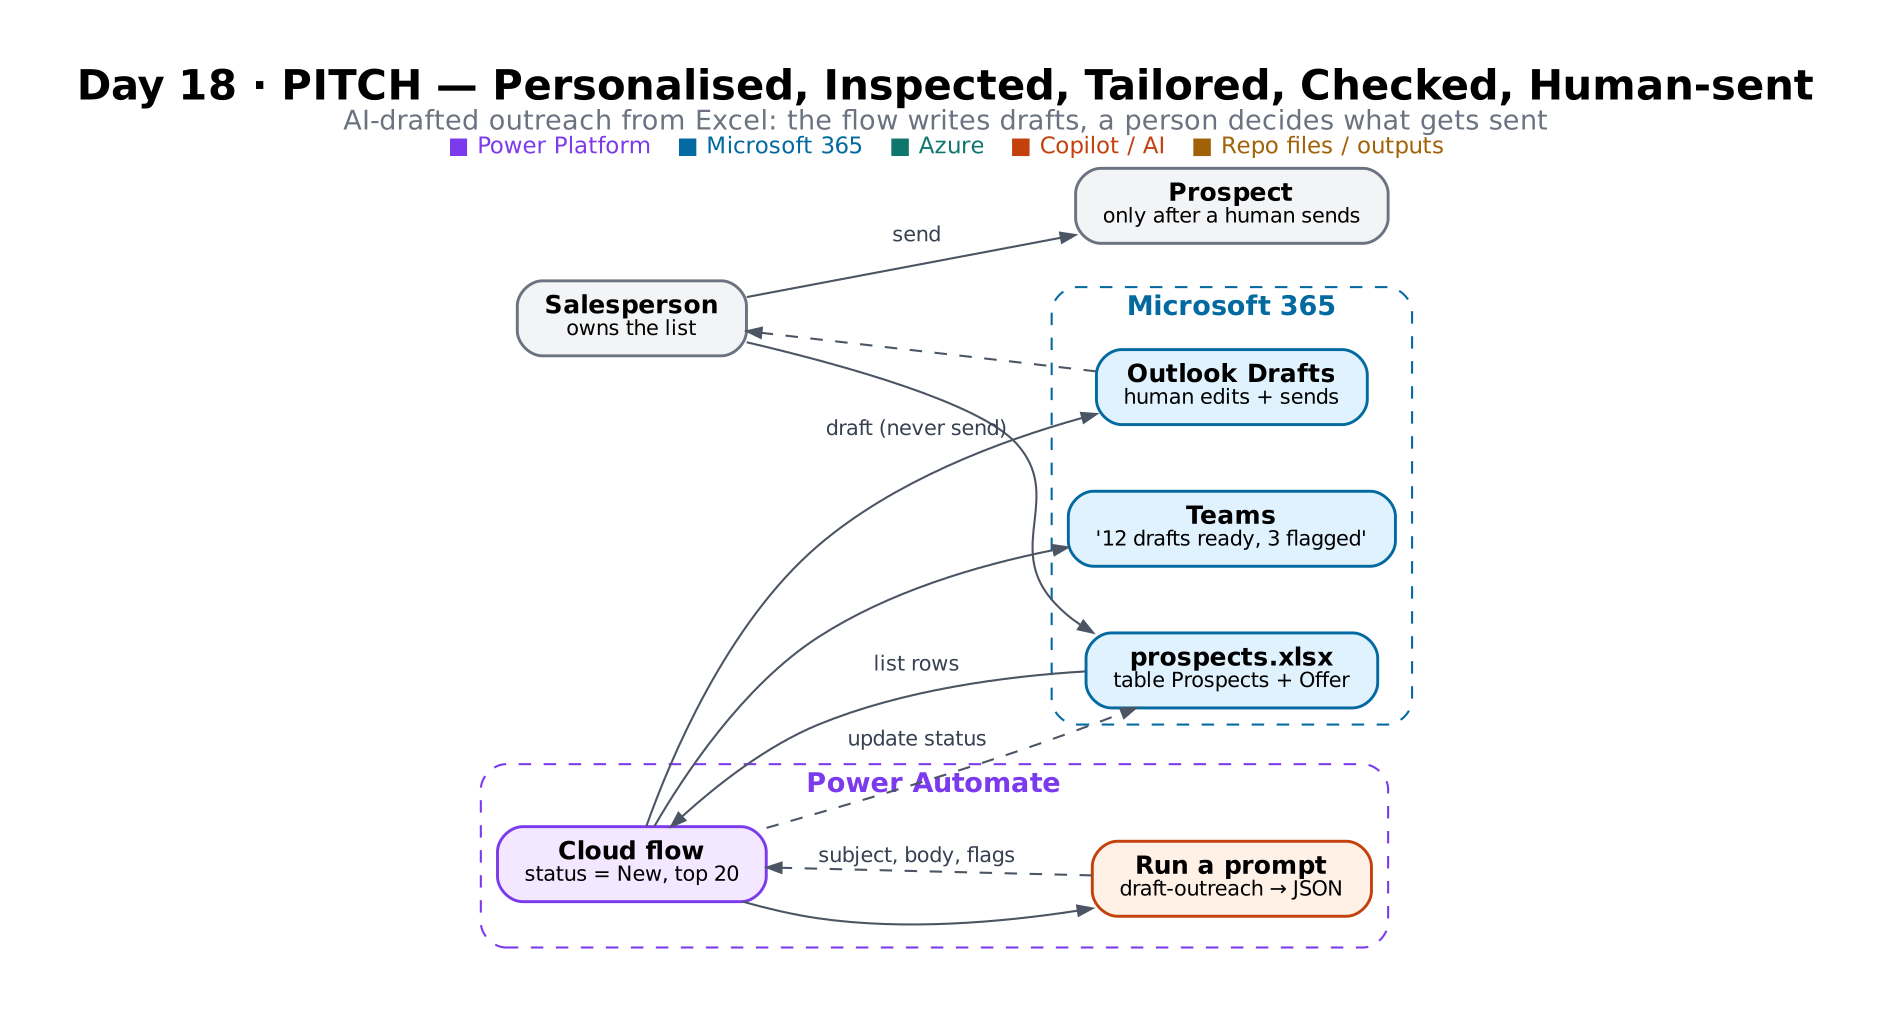 Day 18 · PITCH — Personalised, Inspected, Tailored, Checked, Human-sent
AI-drafted outreach from Excel: the flow writes drafts, a person decides what gets sent
■ Power Platform ■ Microsoft 365 ■ Azure ■ Copilot / AI ■ Repo files / outputs
Prospect
only after a human sends
send
Salesperson
owns the list
Microsoft 365
Outlook Drafts
human edits + sends
draft (never send)
Teams
'12 drafts ready, 3 flagged'
list rows
prospects.xlsx
table Prospects + Offer
update status
Power Automate
Cloud flow
status = New, top 20
subject, body, flags
Run a prompt
draft-outreach → JSON